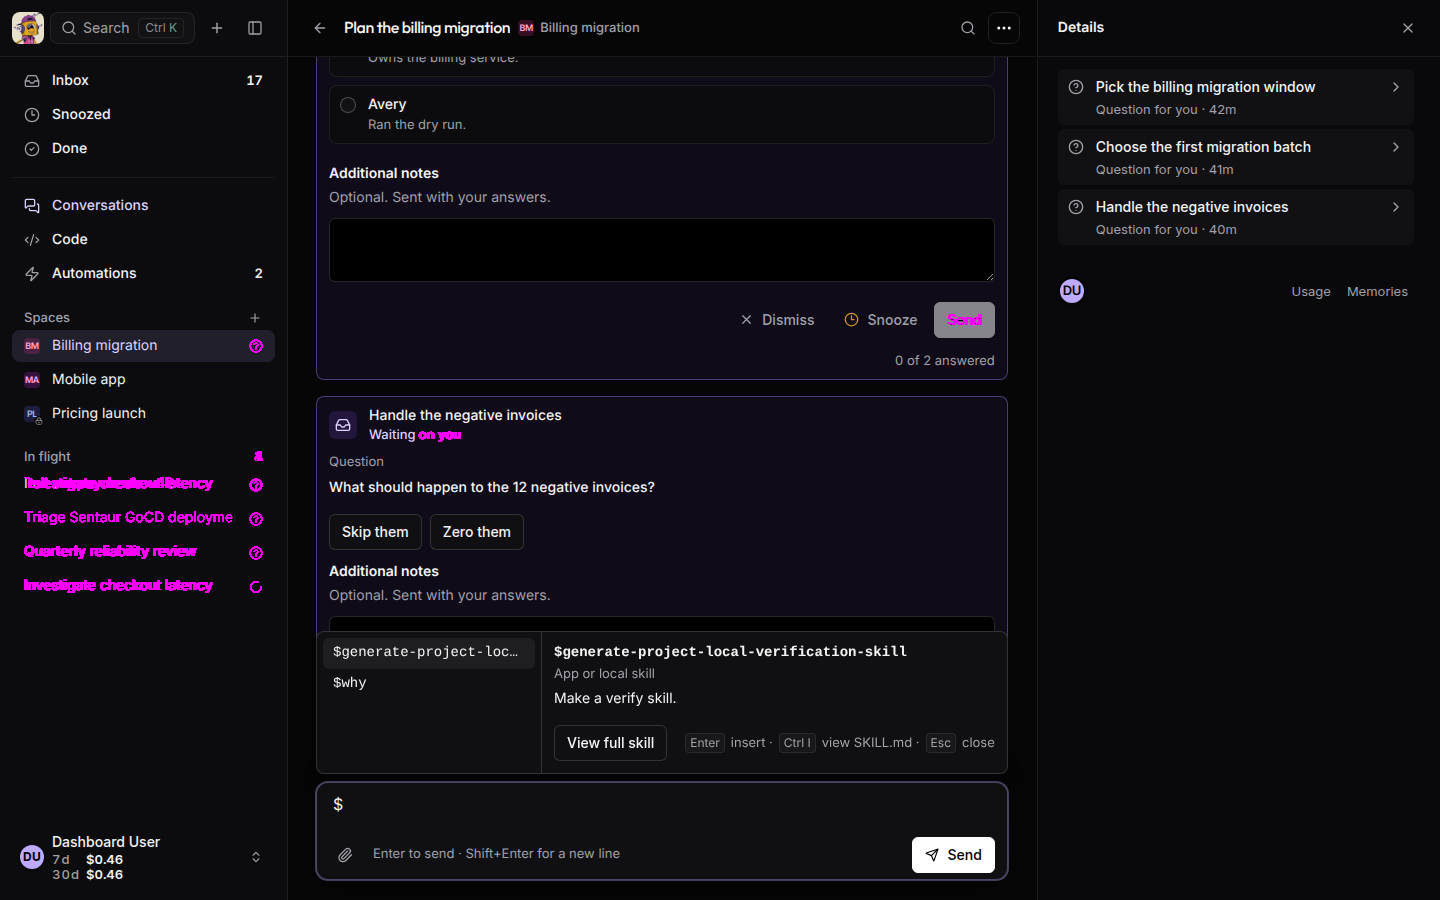 Search Ctrl K
Inbox 17
Snoozed
Done
Conversations
Code
Automations 2
Spaces
BM Billing migration
MA Mobile app
PL Pricing launch
In flight
latency
Triage Sentaur GoCD deployme
Quarterly reliability review
Investigate checkout latency
DU Dashboard User
7d $0.46
30d $0.46
Plan the billing migration BM Billing migration
Owns the billing service.
Avery
Ran the dry run.
Additional notes
Optional. Sent with your answers.
Dismiss Snooze Send
0 of 2 answered
Handle the negative invoices
Waiting on you
Question
What should happen to the 12 negative invoices?
Skip them Zero them
Additional notes
Optional. Sent with your answers.
$generate-project-loc…
$why
$generate-project-local-verification-skill
App or local skill
Make a verify skill.
View full skill Enter insert · Ctrl I view SKILL.md · Esc close
$
Enter to send · Shift+Enter for a new line Send
Details
Pick the billing migration window
Question for you · 42m
Choose the first migration batch
Question for you · 41m
Handle the negative invoices
Question for you · 40m
DU Usage Memories